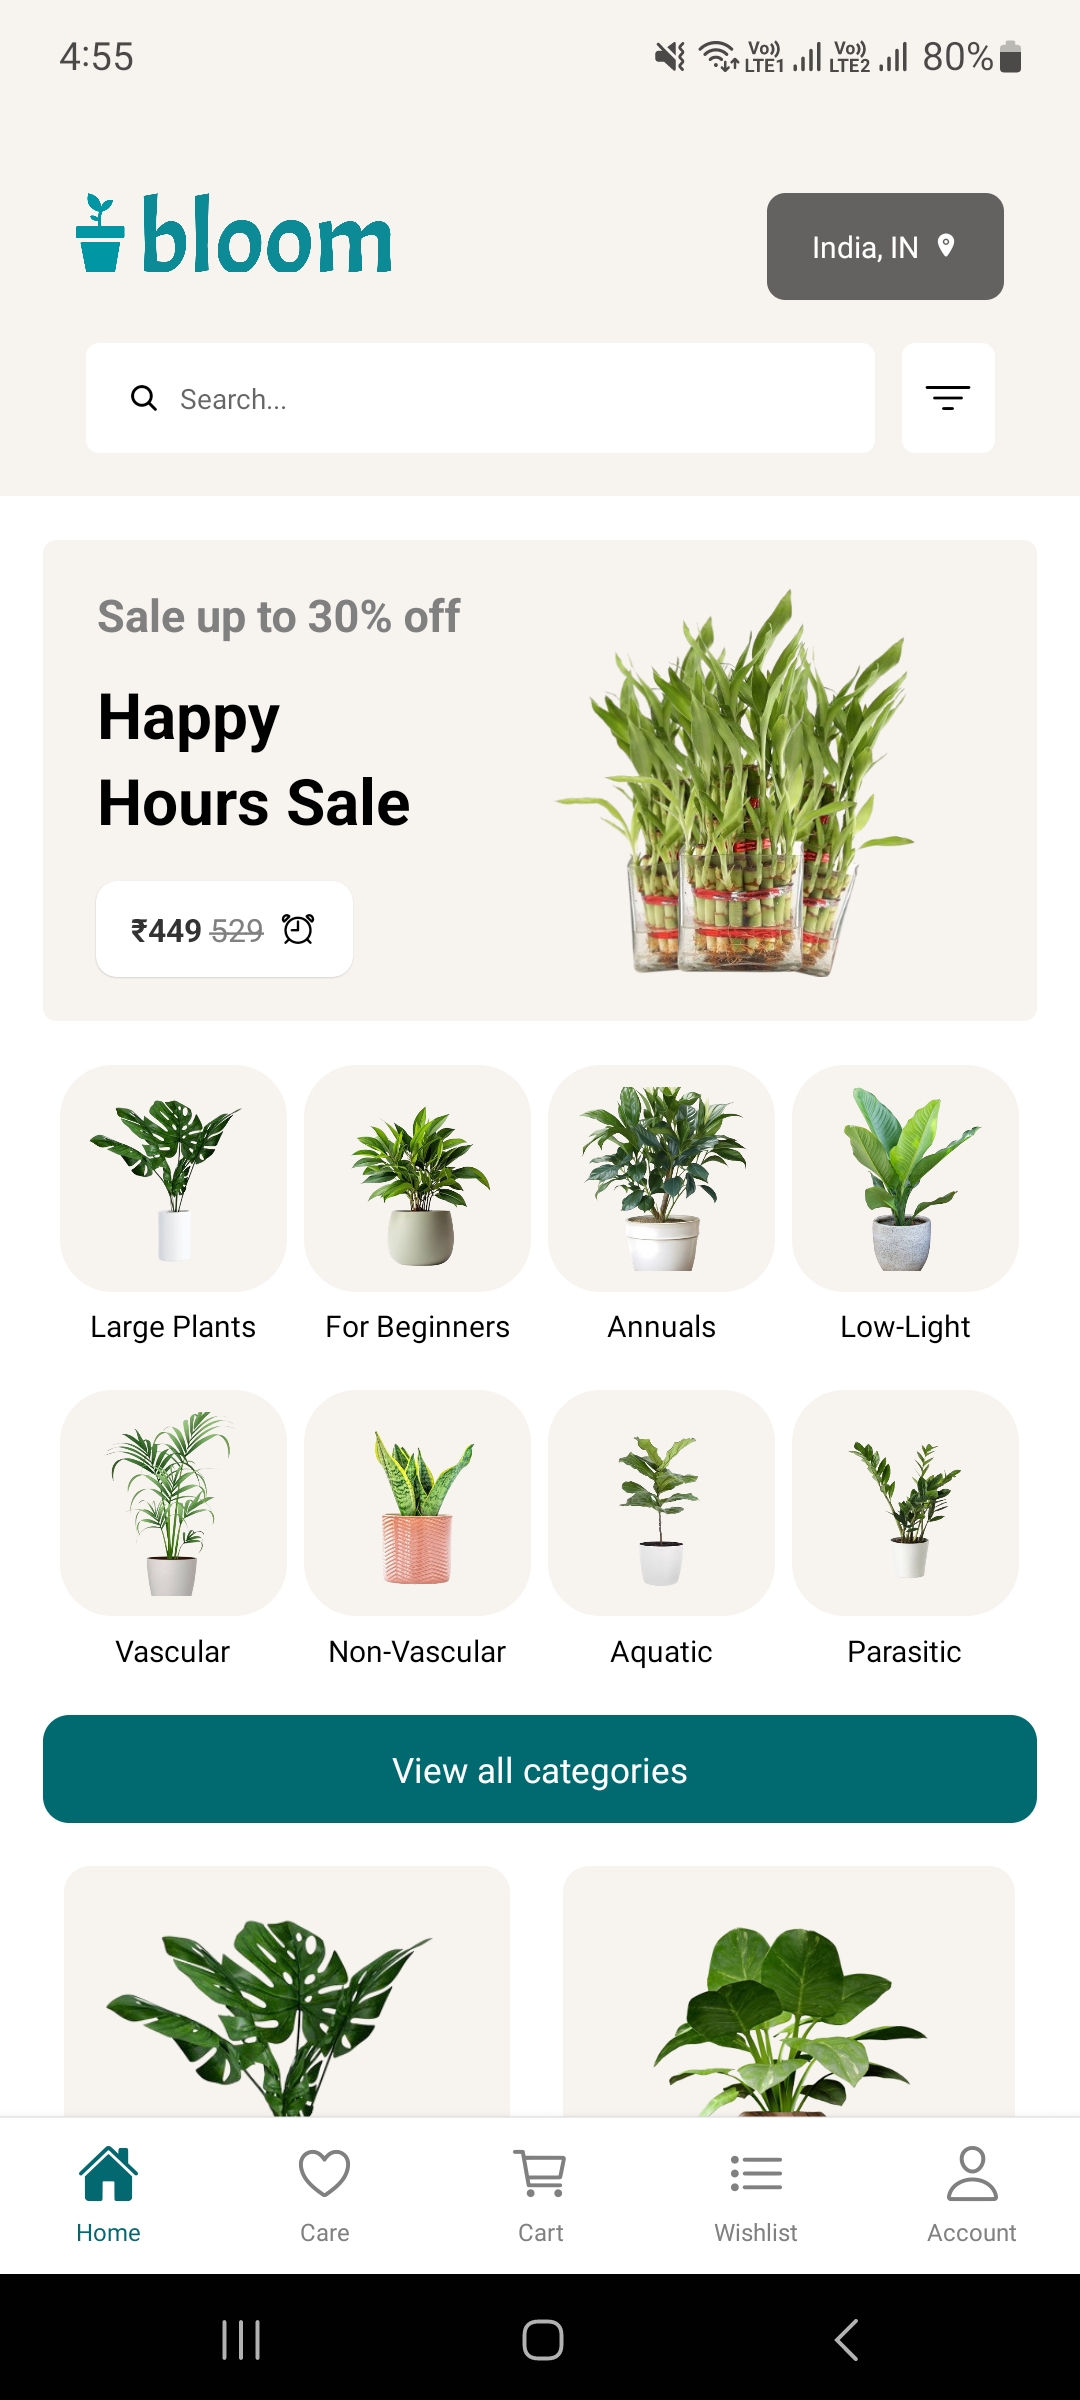 4:55
Vo)) LTE1 Vo)) LTE2 80%
bloom
India, IN
Search...
Sale up to 30% off
Happy
Hours Sale
₹449 529
Large Plants For Beginners Annuals Low-Light
Vascular Non-Vascular Aquatic Parasitic
View all categories
Home Care Cart Wishlist Account